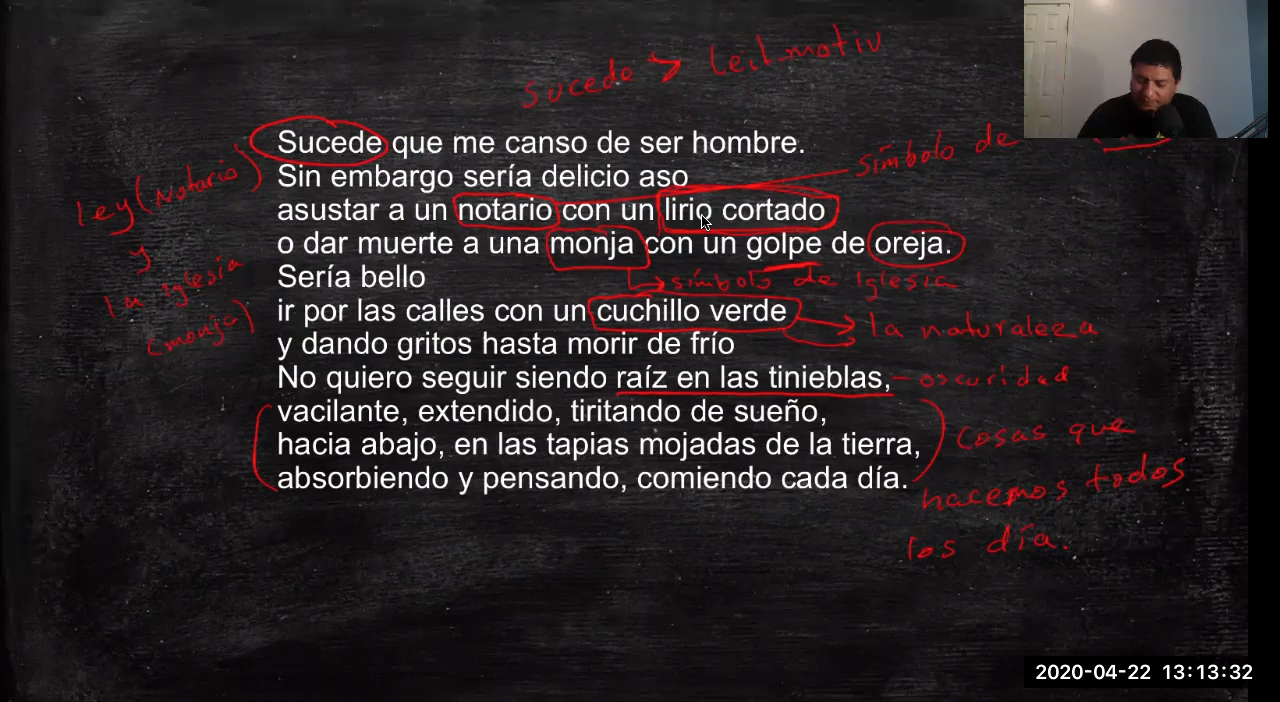 sucede > leit-motiv
Sucede que me canso de ser hombre.
Sin embargo sería delicio aso
símbolo de
asustar a un notario con un lirio cortado
ley (Notario)
o dar muerte a una monja con un golpe de oreja.
y
Sería bello
símbolo de Iglesia
la Iglesia
ir por las calles con un cuchillo verde
la naturaleza
(monja)
y dando gritos hasta morir de frío
No quiero seguir siendo raíz en las tinieblas,
oscuridad
vacilante, extendido, tiritando de sueño,
hacia abajo, en las tapias mojadas de la tierra,
absorbiendo y pensando, comiendo cada día.
cosas que
hacemos todos
los día.
2020-04-22 13:13:32